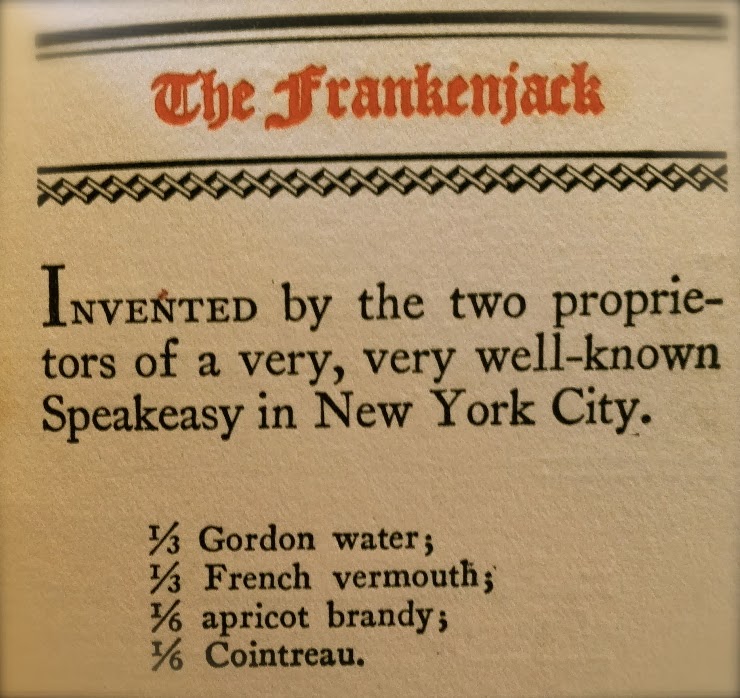 The Frankenjack
INVENTED by the two proprie-
tors of a very, very well-known
Speakeasy in New York City.
1/3 Gordon water;
1/3 French vermouth;
1/6 apricot brandy;
1/6 Cointreau.